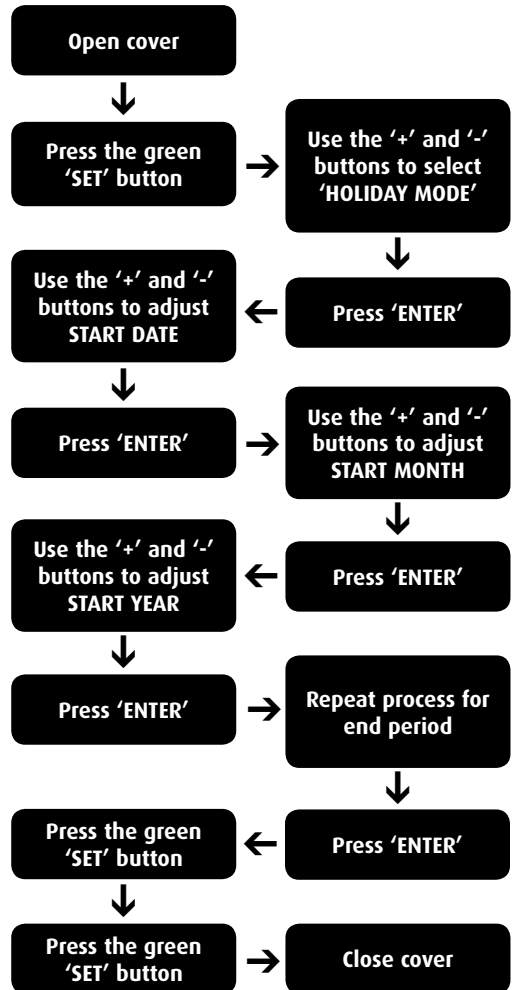 Open cover
Press the green
‘SET’ button
Use the ‘+’ and ‘-’
buttons to select
‘HOLIDAY MODE’
Press ‘ENTER’
Use the ‘+’ and ‘-’
buttons to adjust
START DATE
Press ‘ENTER’
Use the ‘+’ and ‘-’
buttons to adjust
START MONTH
Press ‘ENTER’
Use the ‘+’ and ‘-’
buttons to adjust
START YEAR
Press ‘ENTER’
Repeat process for
end period
Press ‘ENTER’
Press the green
‘SET’ button
Press the green
‘SET’ button
Close cover